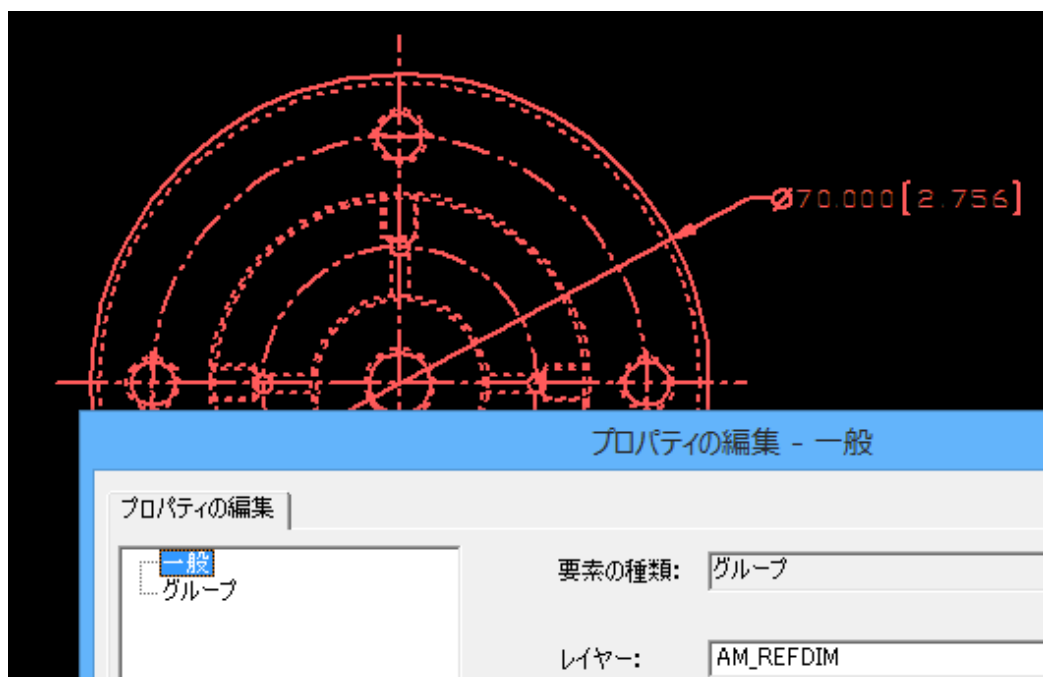 ⌀70.000[2.756]
プロパティの編集 - 一般
プロパティの編集
一般
グループ
要素の種類: グループ
レイヤー: AM_REFDIM